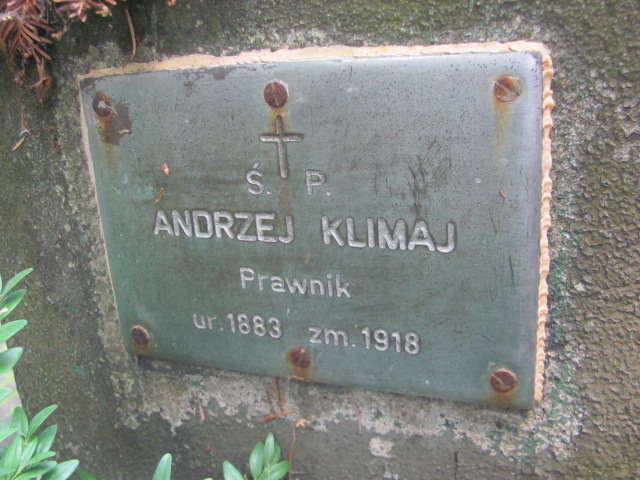 Ś. P.
ANDRZEJ KLIMAJ
Prawnik
ur. 1883 zm. 1918